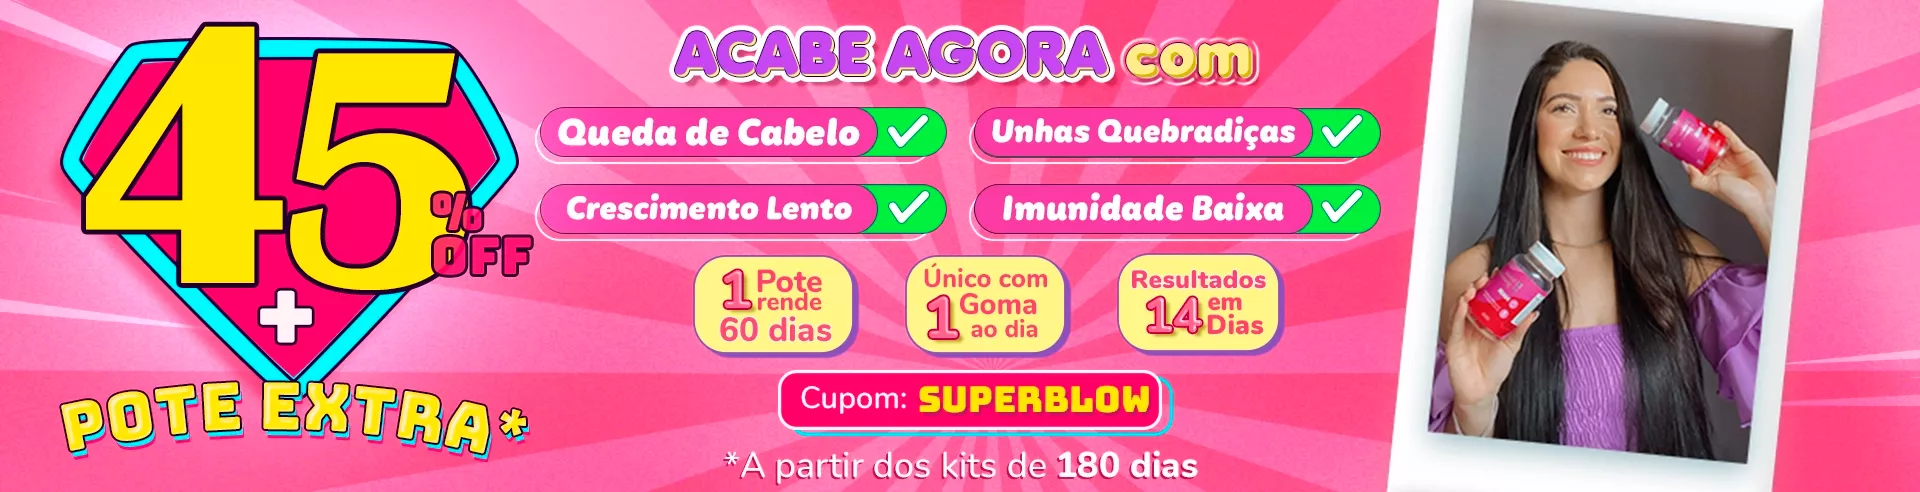 45% OFF
+
POTE EXTRA*
ACABE AGORA com
Queda de Cabelo
Unhas Quebradiças
Crescimento Lento
Imunidade Baixa
1 Pote
rende
60 dias
Único com
1 Goma
ao dia
Resultados
14 em
Dias
Cupom: SUPERBLOW
*A partir dos kits de 180 dias